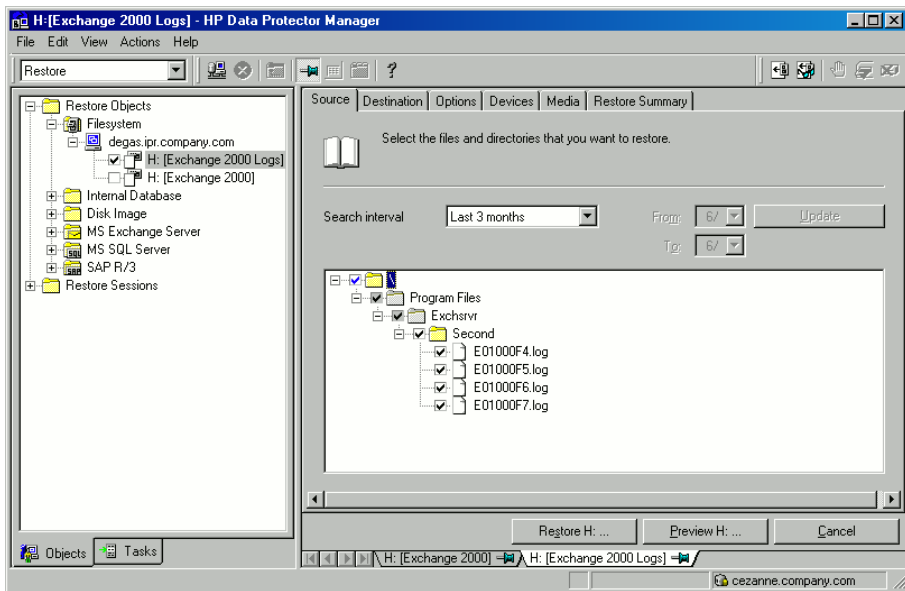 H:[Exchange 2000 Logs] - HP Data Protector Manager
File Edit View Actions Help
Restore
?
Restore Objects
Filesystem
degas.ipr.company.com
H: [Exchange 2000 Logs]
H: [Exchange 2000]
Internal Database
Disk Image
MS Exchange Server
MS SQL Server
SAP R/3
Restore Sessions
Objects
Tasks
Source Destination Options Devices Media Restore Summary
Select the files and directories that you want to restore.
Search interval
Last 3 months
From:
6/
Update
To:
6/
\
Program Files
Exchsrvr
Second
E01000F4.log
E01000F5.log
E01000F6.log
E01000F7.log
Restore H: ...
Preview H: ...
Cancel
H: [Exchange 2000]
H: [Exchange 2000 Logs]
cezanne.company.com